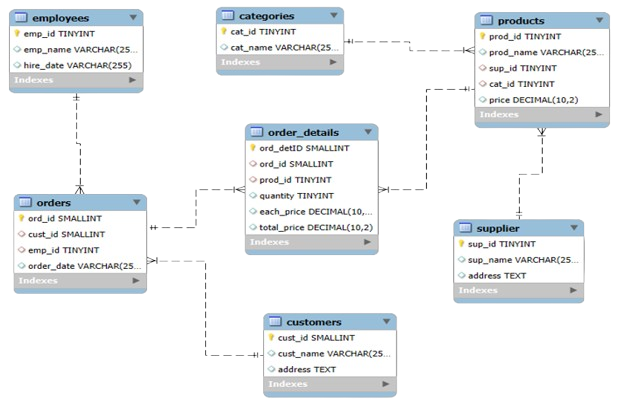 employees
emp_id TINYINT
emp_name VARCHAR(25...
hire_date VARCHAR(255)
Indexes
categories
cat_id TINYINT
cat_name VARCHAR(25...
Indexes
products
prod_id TINYINT
prod_name VARCHAR(25...
sup_id TINYINT
cat_id TINYINT
price DECIMAL(10,2)
Indexes
order_details
ord_detID SMALLINT
ord_id SMALLINT
prod_id TINYINT
quantity TINYINT
each_price DECIMAL(10,...
total_price DECIMAL(10,2)
Indexes
orders
ord_id SMALLINT
cust_id SMALLINT
emp_id TINYINT
order_date VARCHAR(25...
Indexes
supplier
sup_id TINYINT
sup_name VARCHAR(25...
address TEXT
Indexes
customers
cust_id SMALLINT
cust_name VARCHAR(25...
address TEXT
Indexes